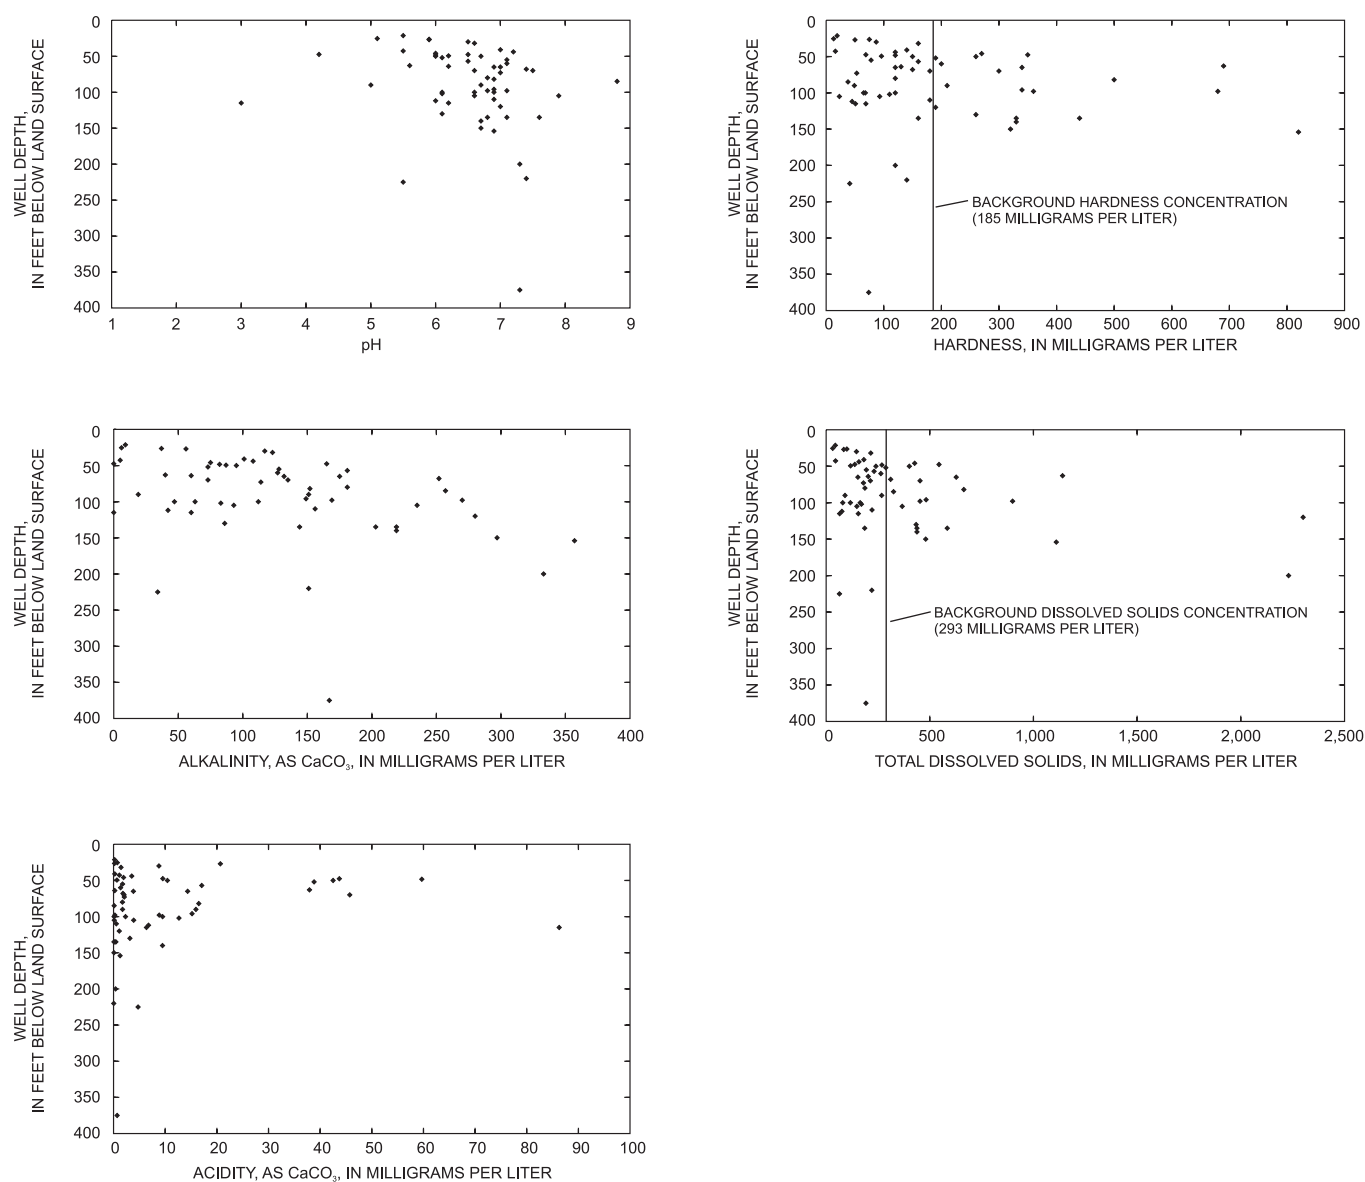 WELL DEPTH,
IN FEET BELOW LAND SURFACE
0
50
100
150
200
250
300
350
400
1 2 3 4 5 6 7 8 9
pH
WELL DEPTH,
IN FEET BELOW LAND SURFACE
0
50
100
150
200
250
300
350
400
BACKGROUND HARDNESS CONCENTRATION
(185 MILLIGRAMS PER LITER)
0 100 200 300 400 500 600 700 800 900
HARDNESS, IN MILLIGRAMS PER LITER
WELL DEPTH,
IN FEET BELOW LAND SURFACE
0
50
100
150
200
250
300
350
400
0 50 100 150 200 250 300 350 400
ALKALINITY, AS CaCO₃, IN MILLIGRAMS PER LITER
WELL DEPTH,
IN FEET BELOW LAND SURFACE
0
50
100
150
200
250
300
350
400
BACKGROUND DISSOLVED SOLIDS CONCENTRATION
(293 MILLIGRAMS PER LITER)
0 500 1,000 1,500 2,000 2,500
TOTAL DISSOLVED SOLIDS, IN MILLIGRAMS PER LITER
WELL DEPTH,
IN FEET BELOW LAND SURFACE
0
50
100
150
200
250
300
350
400
0 10 20 30 40 50 60 70 80 90 100
ACIDITY, AS CaCO₃, IN MILLIGRAMS PER LITER